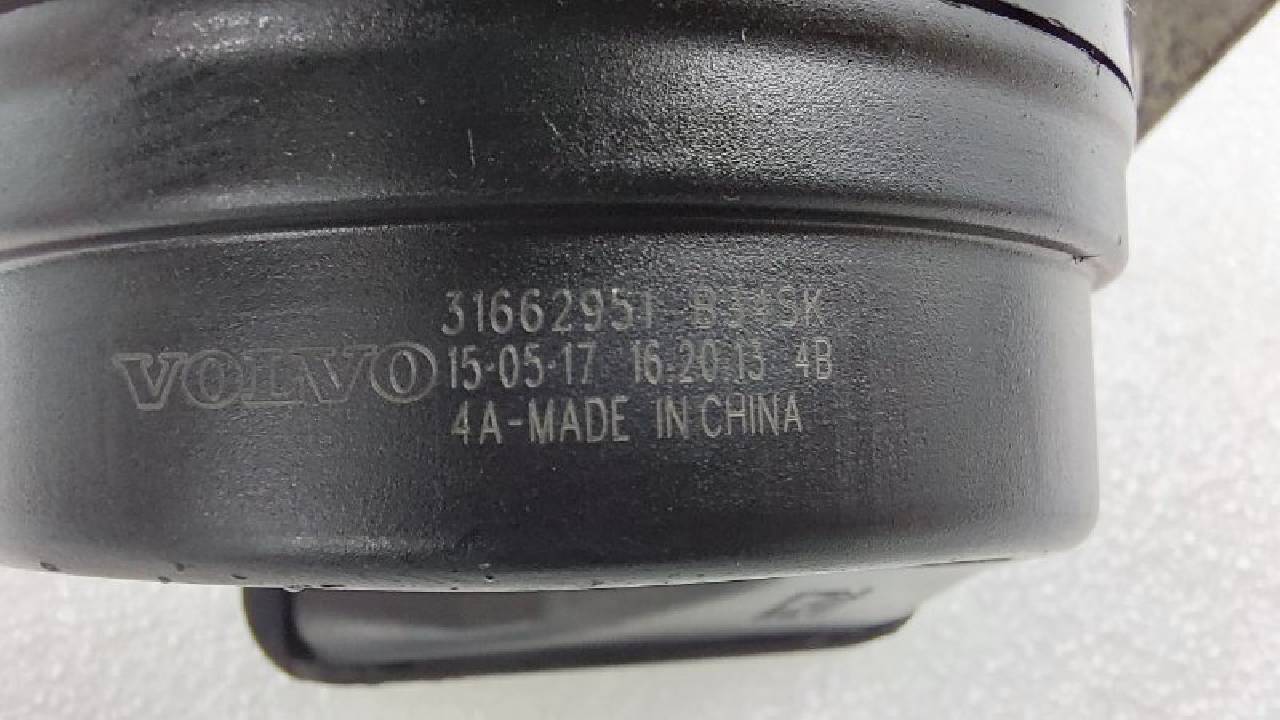 31662951
VOLVO 15-05-17 16.20.13 4B
4A-MADE IN CHINA